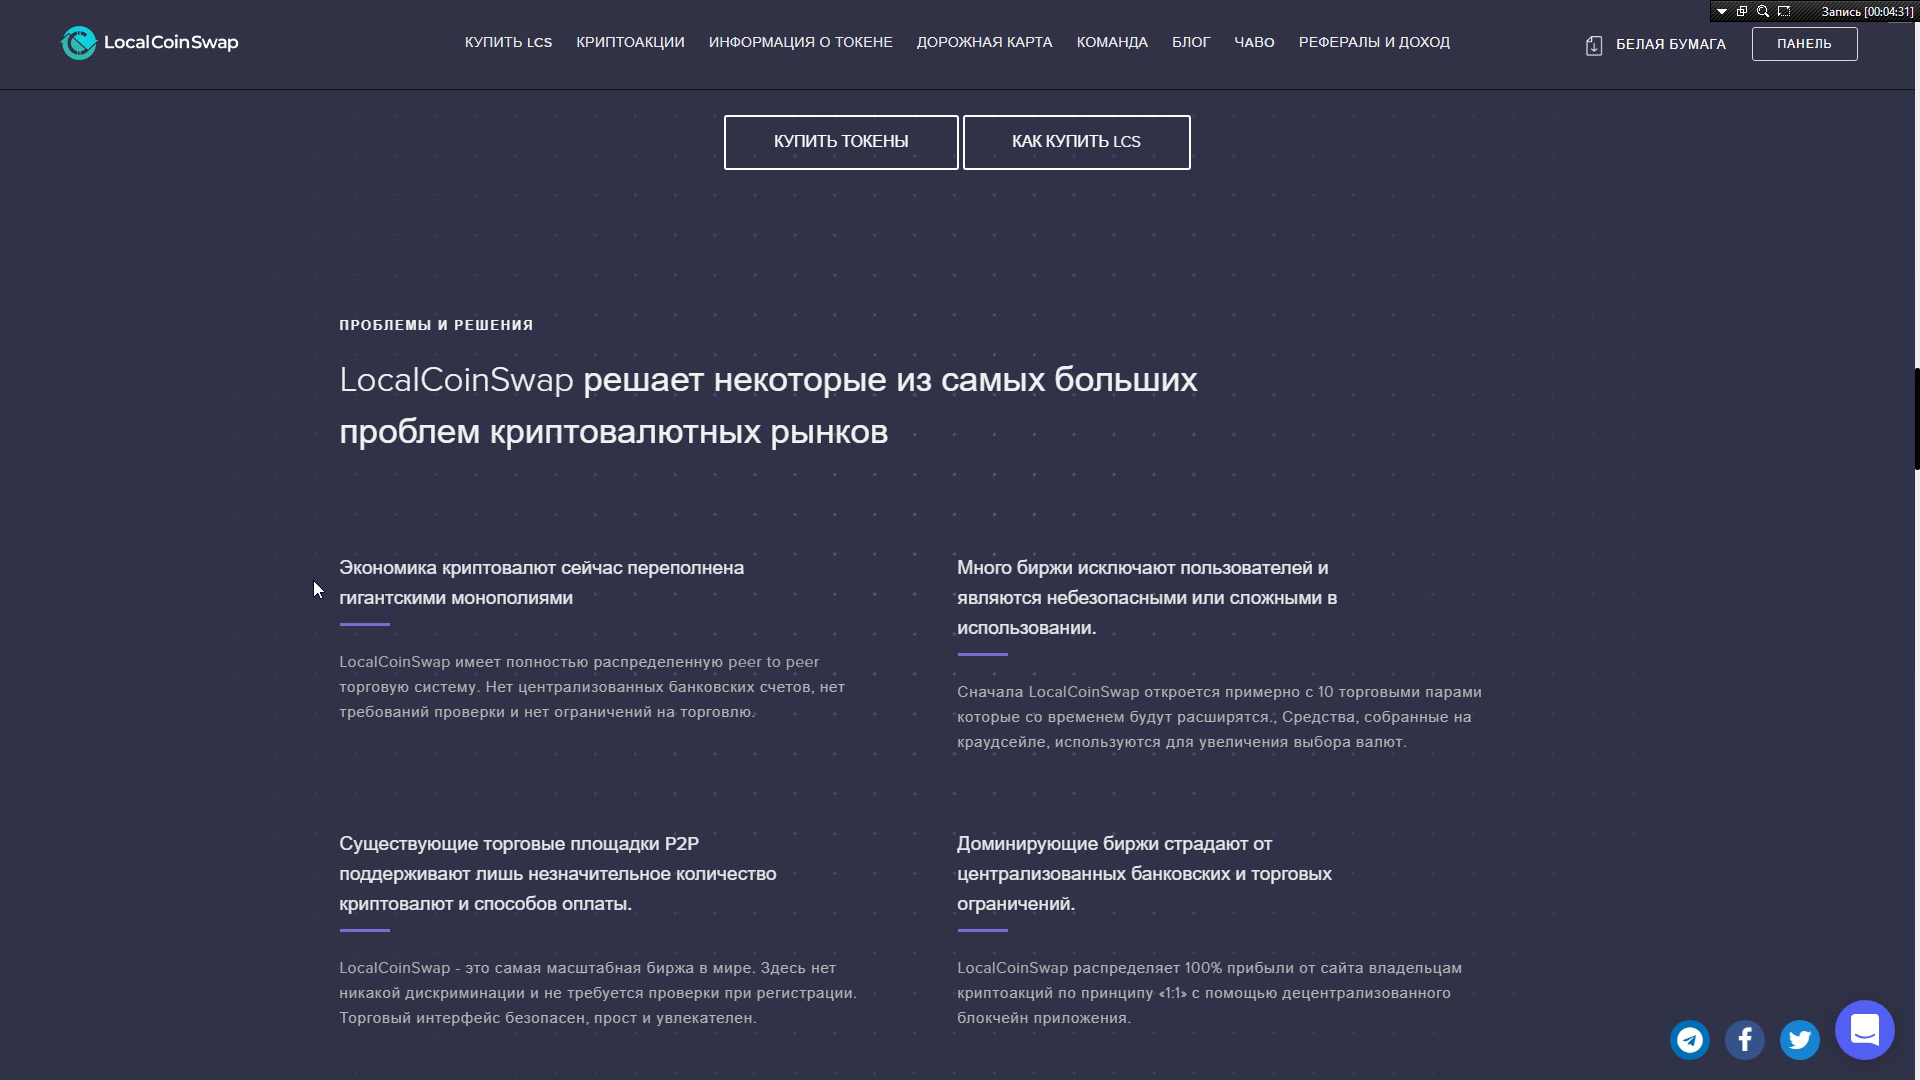 Запись [00:04:31]
LocalCoinSwap
КУПИТЬ LCS
КРИПТОАКЦИИ
ИНФОРМАЦИЯ О ТОКЕНЕ
ДОРОЖНАЯ КАРТА
КОМАНДА
БЛОГ
ЧАВО
РЕФЕРАЛЫ И ДОХОД
БЕЛАЯ БУМАГА
ПАНЕЛЬ
КУПИТЬ ТОКЕНЫ
КАК КУПИТЬ LCS
ПРОБЛЕМЫ И РЕШЕНИЯ
LocalCoinSwap решает некоторые из самых больших
проблем криптовалютных рынков
Экономика криптовалют сейчас переполнена
гигантскими монополиями
LocalCoinSwap имеет полностью распределенную peer to peer
торговую систему. Нет централизованных банковских счетов, нет
требований проверки и нет ограничений на торговлю.
Много биржи исключают пользователей и
являются небезопасными или сложными в
использовании.
Сначала LocalCoinSwap откроется примерно с 10 торговыми парами
которые со временем будут расширятся., Средства, собранные на
краудсейле, используются для увеличения выбора валют.
Существующие торговые площадки P2P
поддерживают лишь незначительное количество
криптовалют и способов оплаты.
LocalCoinSwap - это самая масштабная биржа в мире. Здесь нет
никакой дискриминации и не требуется проверки при регистрации.
Торговый интерфейс безопасен, прост и увлекателен.
Доминирующие биржи страдают от
централизованных банковских и торговых
ограничений.
LocalCoinSwap распределяет 100% прибыли от сайта владельцам
криптоакций по принципу «1:1» с помощью децентрализованного
блокчейн приложения.